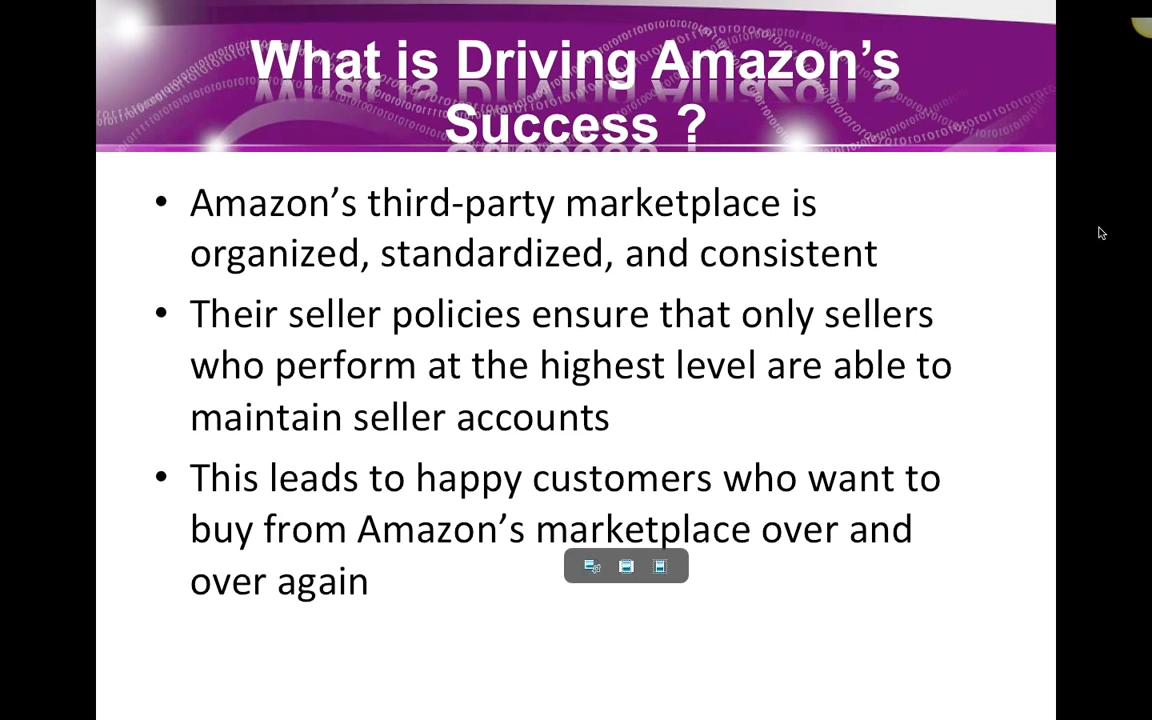 What is Driving Amazon’s
Success ?
• Amazon’s third-party marketplace is
organized, standardized, and consistent
• Their seller policies ensure that only sellers
who perform at the highest level are able to
maintain seller accounts
• This leads to happy customers who want to
buy from Amazon’s marketplace over and
over again